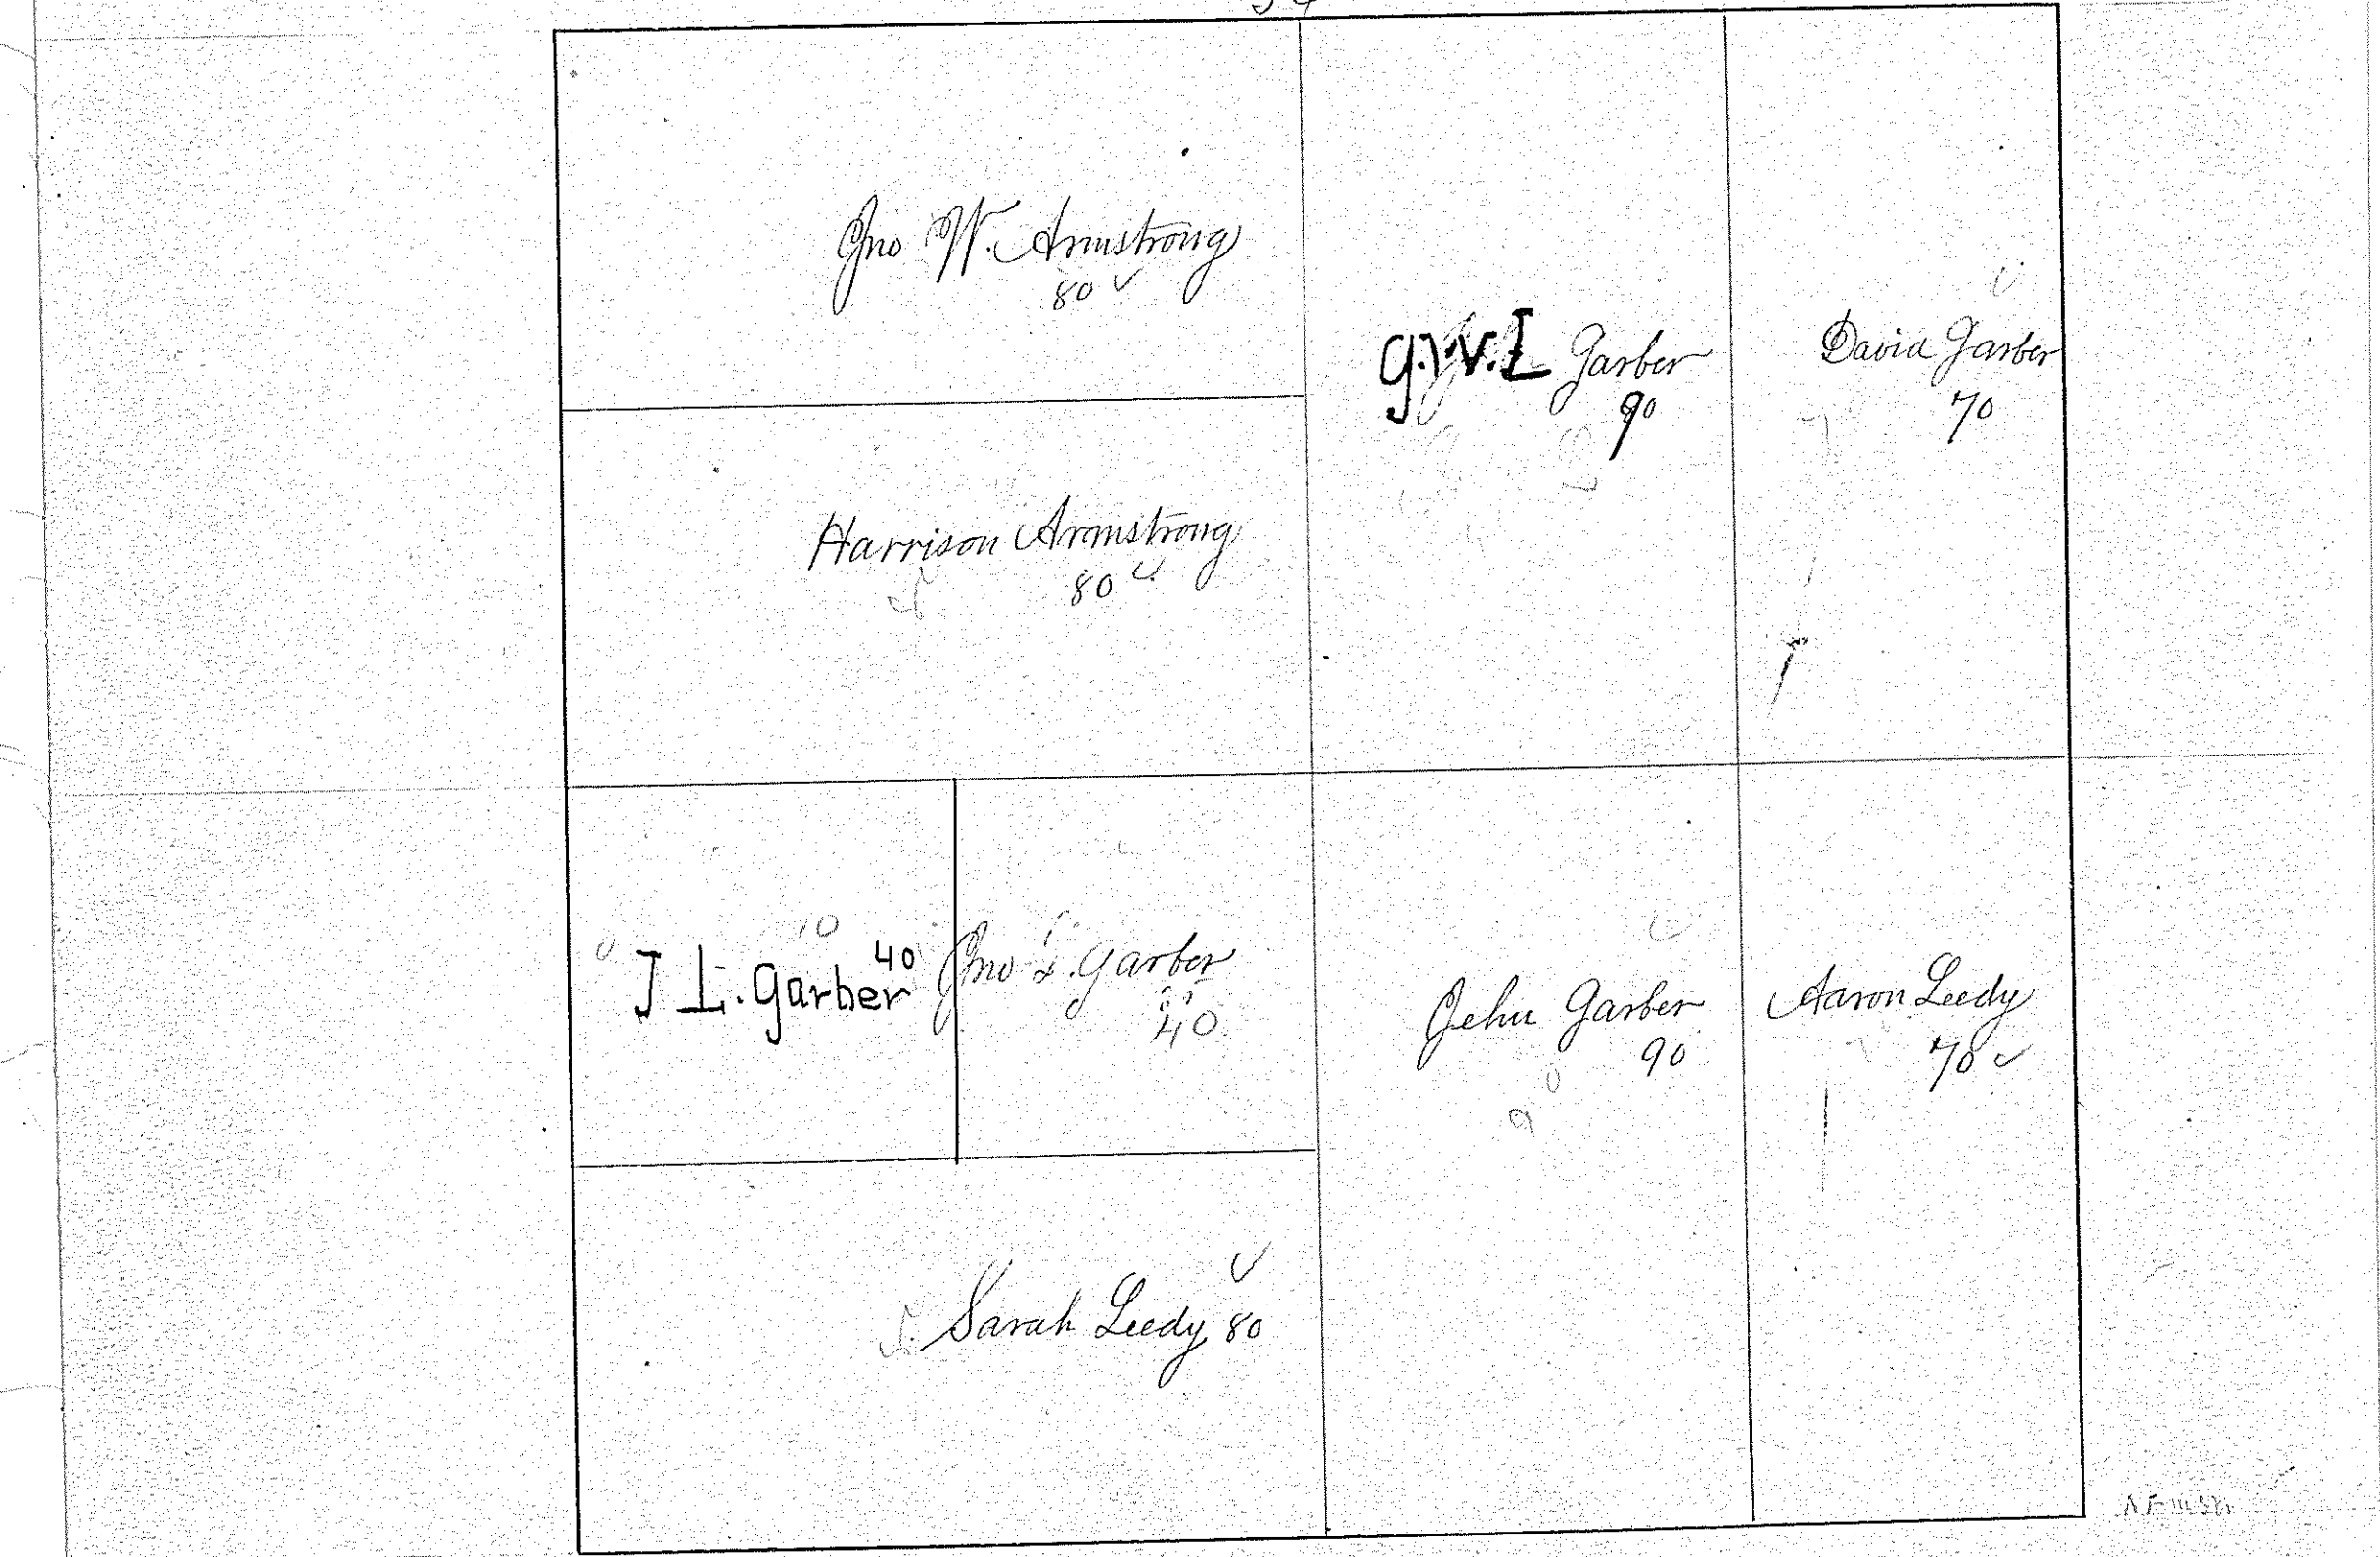 Jno W. Armstrong
80
G.W.L Garber
90
David Garber
70
Harrison Armstrong
80
J L. Garber 40
Jno L. Garber
40
Jehu Garber
90
Aaron Leedy
70
Sarah Leedy 80